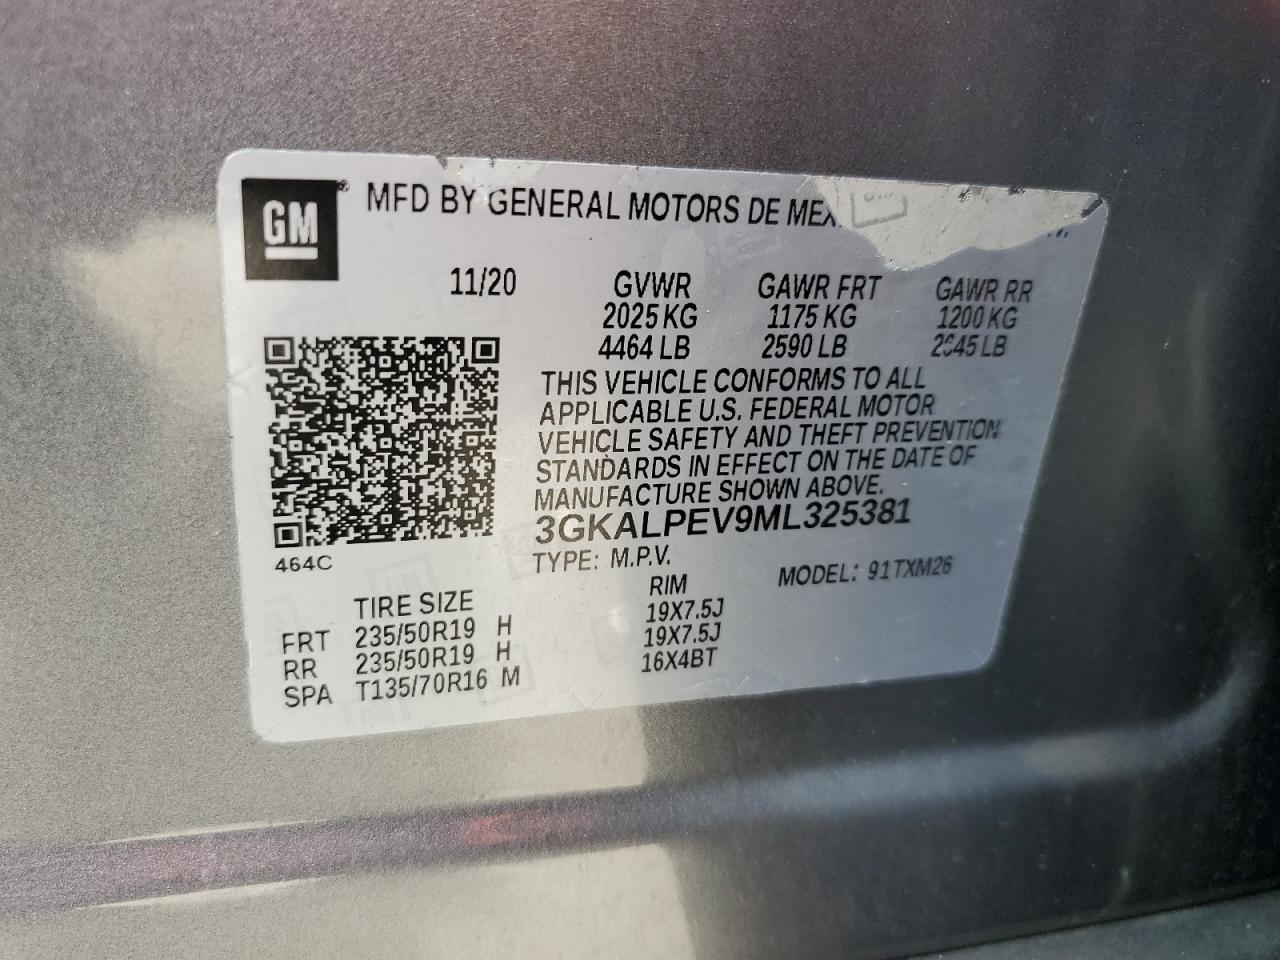 GM
MFD BY GENERAL MOTORS DE MEX
11/20 GVWR GAWR FRT GAWR RR
2025 KG 1175 KG 1200 KG
4464 LB 2590 LB 2645 LB
THIS VEHICLE CONFORMS TO ALL
APPLICABLE U.S. FEDERAL MOTOR
VEHICLE SAFETY AND THEFT PREVENTION
STANDARDS IN EFFECT ON THE DATE OF
MANUFACTURE SHOWN ABOVE.
3GKALPEV9ML325381
464C
TYPE: M.P.V. MODEL: 91TXM26
TIRE SIZE RIM
FRT 235/50R19 H 19X7.5J
RR 235/50R19 H 19X7.5J
SPA T135/70R16 M 16X4BT